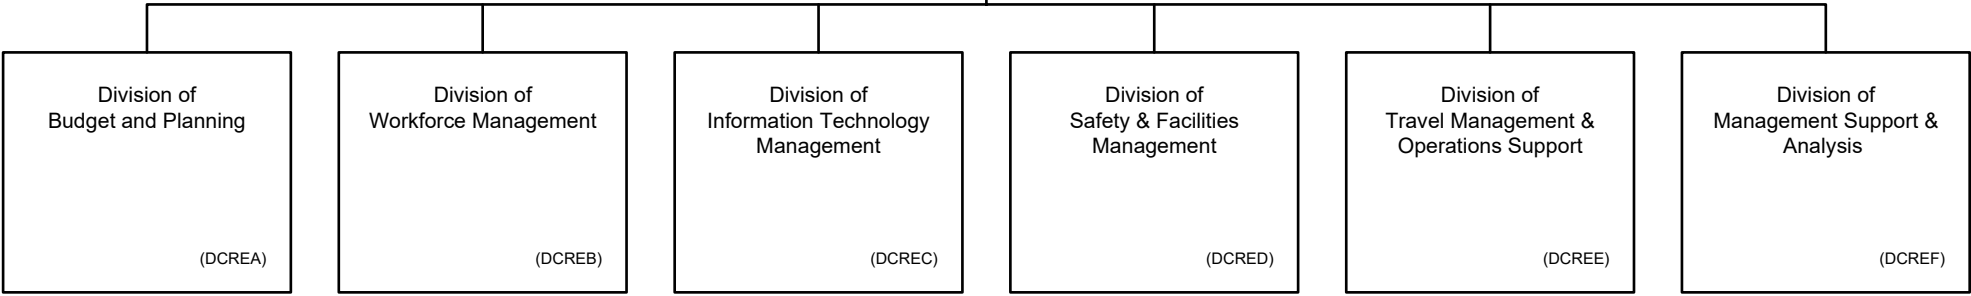 Division of
Budget and Planning
(DCREA)
Division of
Workforce Management
(DCREB)
Division of
Information Technology
Management
(DCREC)
Division of
Safety & Facilities
Management
(DCRED)
Division of
Travel Management &
Operations Support
(DCREE)
Division of
Management Support &
Analysis
(DCREF)